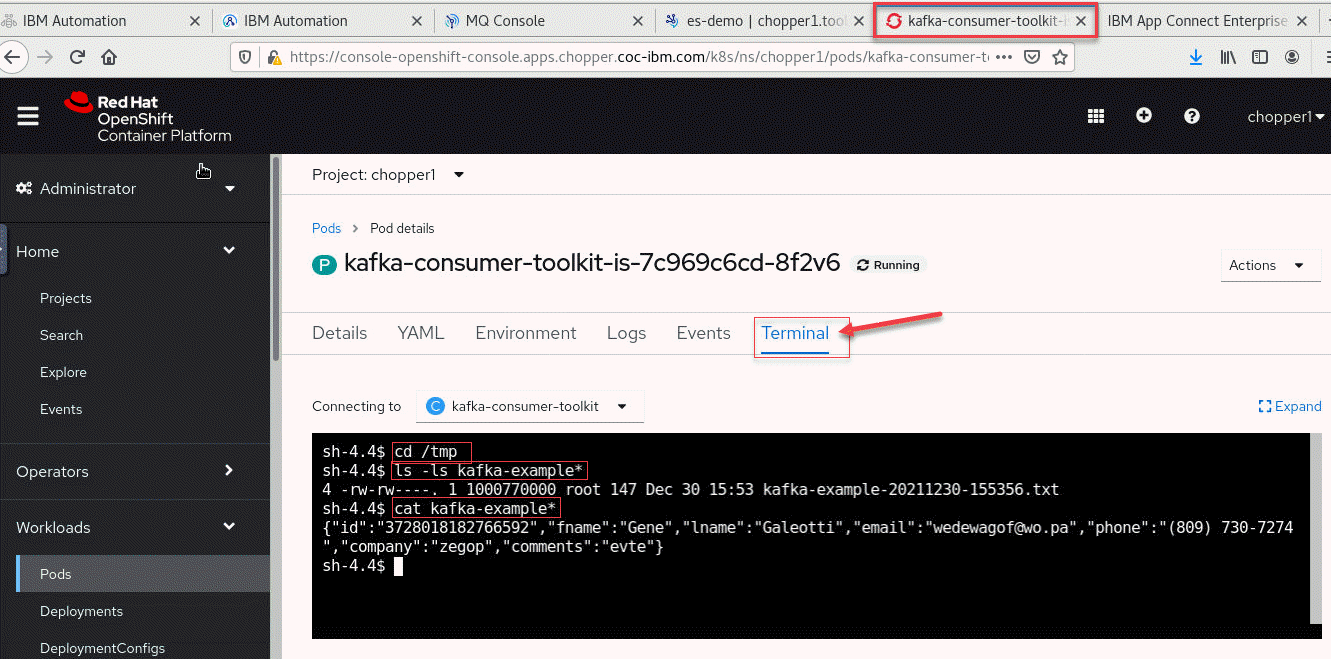 IBM Automation
IBM Automation
MQ Console
es-demo | chopper1.tool
kafka-consumer-toolkit-i
IBM App Connect Enterprise
https://console-openshift-console.apps.chopper.coc-ibm.com/k8s/ns/chopper1/pods/kafka-consumer-t
Red Hat
OpenShift
Container Platform
chopper1
Administrator
Home
Projects
Search
Explore
Events
Operators
Workloads
Pods
Deployments
DeploymentConfigs
Project: chopper1
Pods > Pod details
P kafka-consumer-toolkit-is-7c969c6cd-8f2v6 Running
Actions
Details YAML Environment Logs Events Terminal
Connecting to C kafka-consumer-toolkit
Expand
sh-4.4$ cd /tmp
sh-4.4$ ls -ls kafka-example*
4 -rw-rw----. 1 1000770000 root 147 Dec 30 15:53 kafka-example-20211230-155356.txt
sh-4.4$ cat kafka-example*
{"id":"3728018182766592","fname":"Gene","lname":"Galeotti","email":"wedewagof@wo.pa","phone":"(809) 730-7274
","company":"zegop","comments":"evte"}
sh-4.4$